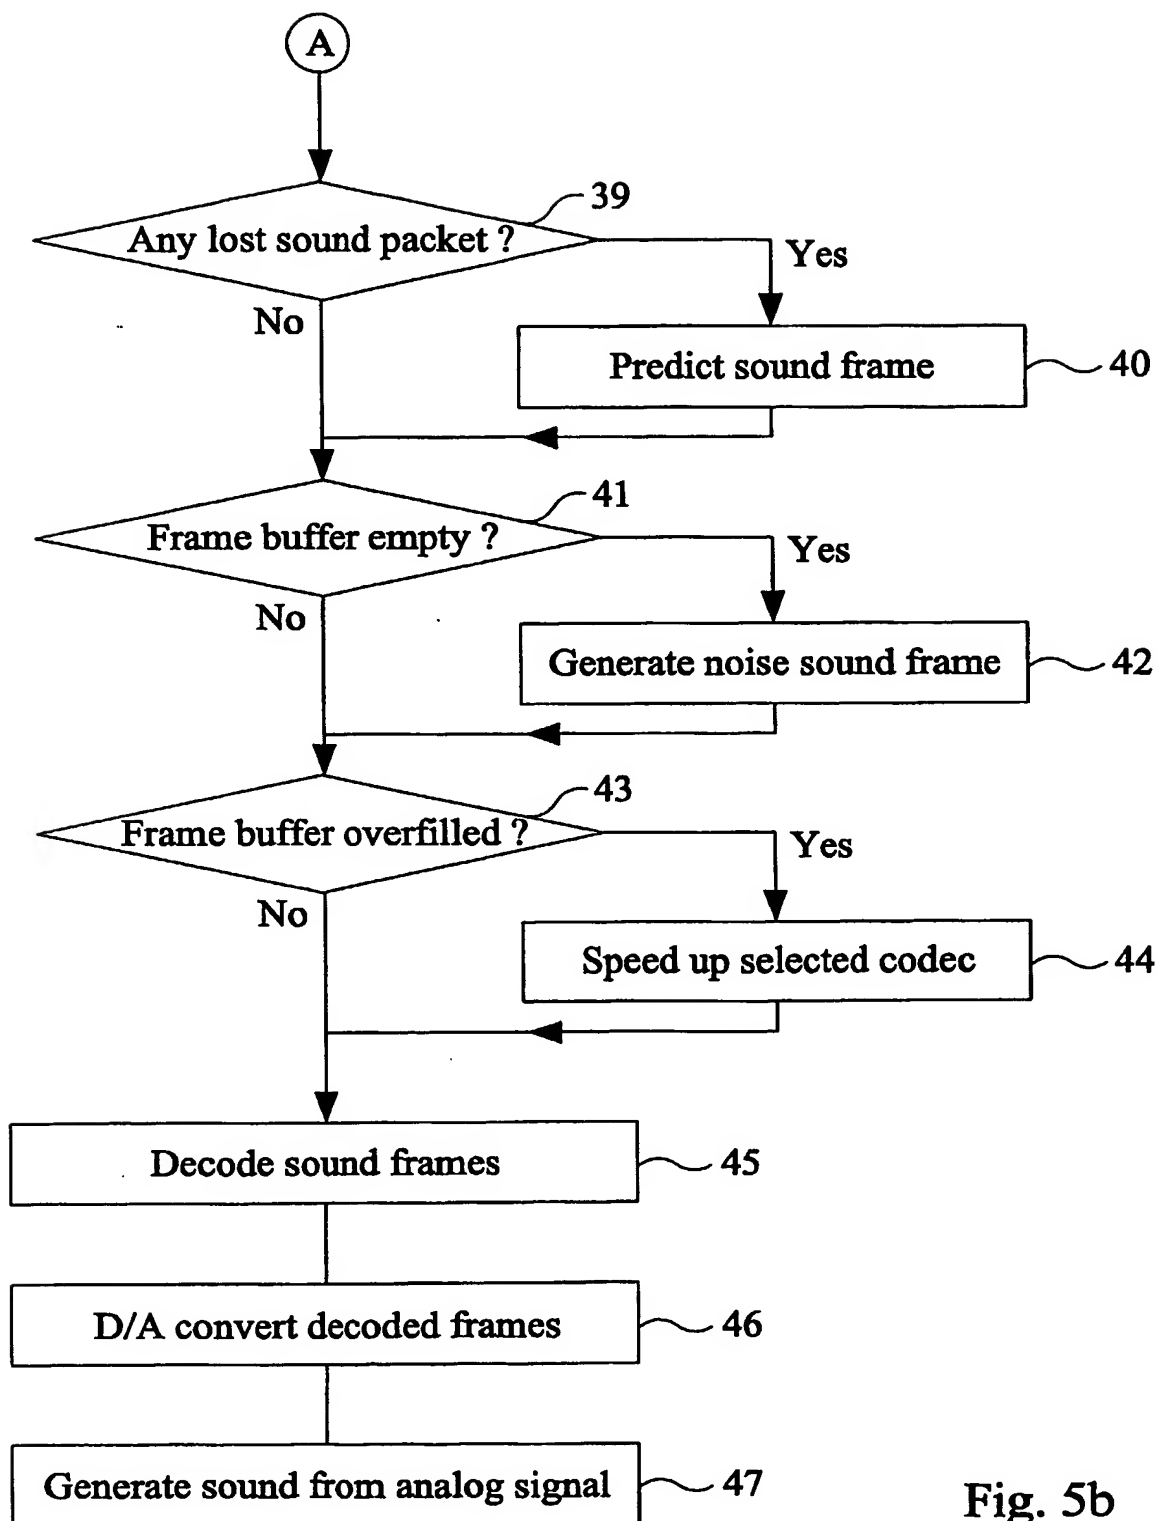 A
39
Any lost sound packet ?
Yes
No
Predict sound frame
40
41
Frame buffer empty ?
Yes
No
Generate noise sound frame
42
43
Frame buffer overfilled ?
Yes
No
Speed up selected codec
44
Decode sound frames
45
D/A convert decoded frames
46
Generate sound from analog signal
47
Fig. 5b